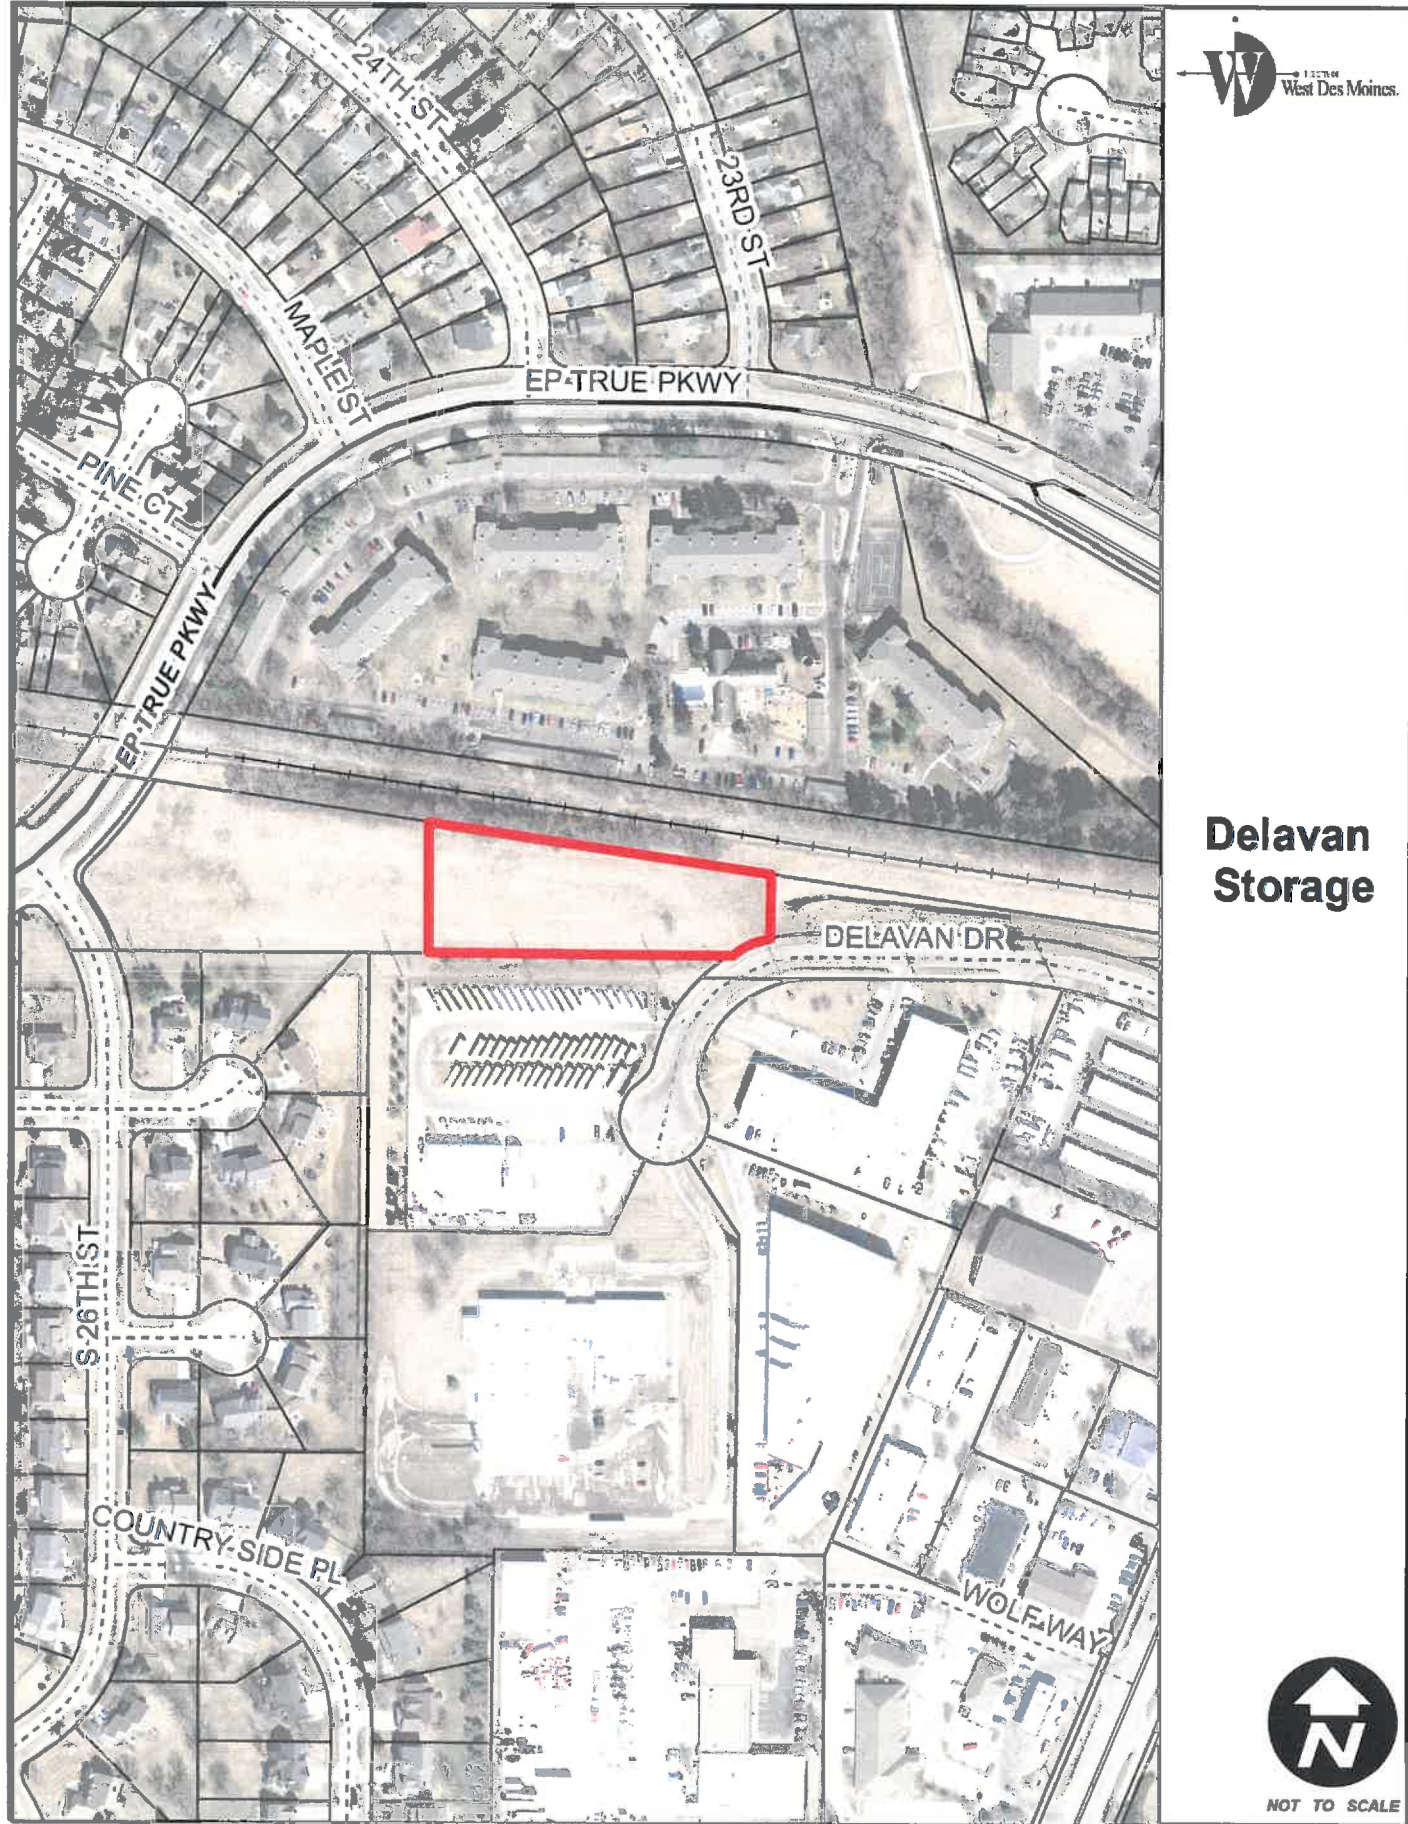 24TH ST
23RD ST
MAPLE ST
EP TRUE PKWY
PINE CT
EP TRUE PKWY
DELAVAN DR
S 26TH ST
COUNTRY SIDE PL
WOLF WAY
West Des Moines.
Delavan
Storage
N
NOT TO SCALE